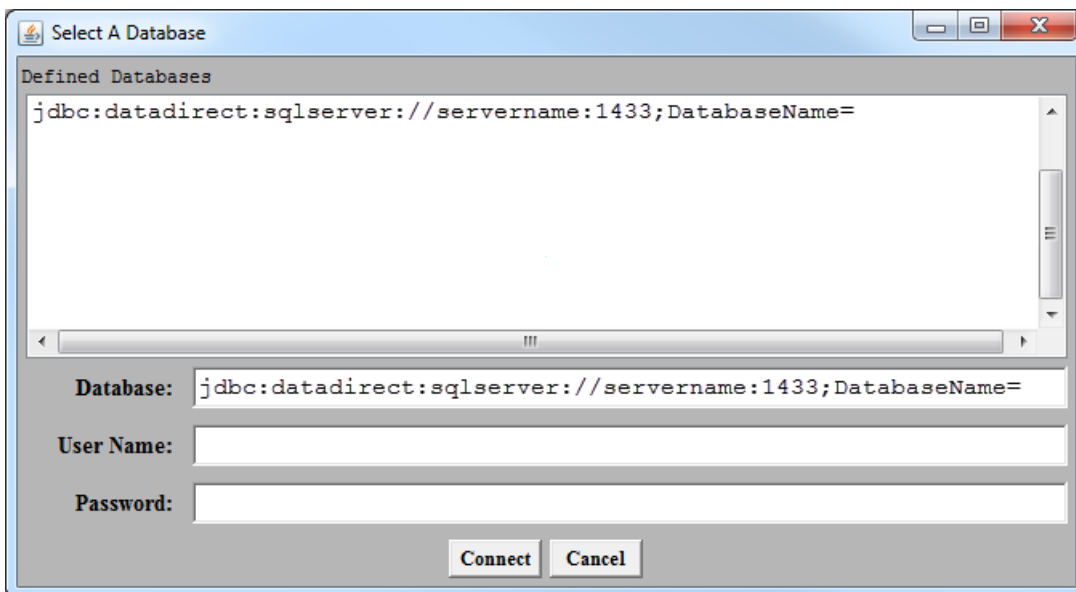 Select A Database
Defined Databases
jdbc:datadirect:sqlserver://servername:1433;DatabaseName=
Database: jdbc:datadirect:sqlserver://servername:1433;DatabaseName=
User Name:
Password:
Connect Cancel